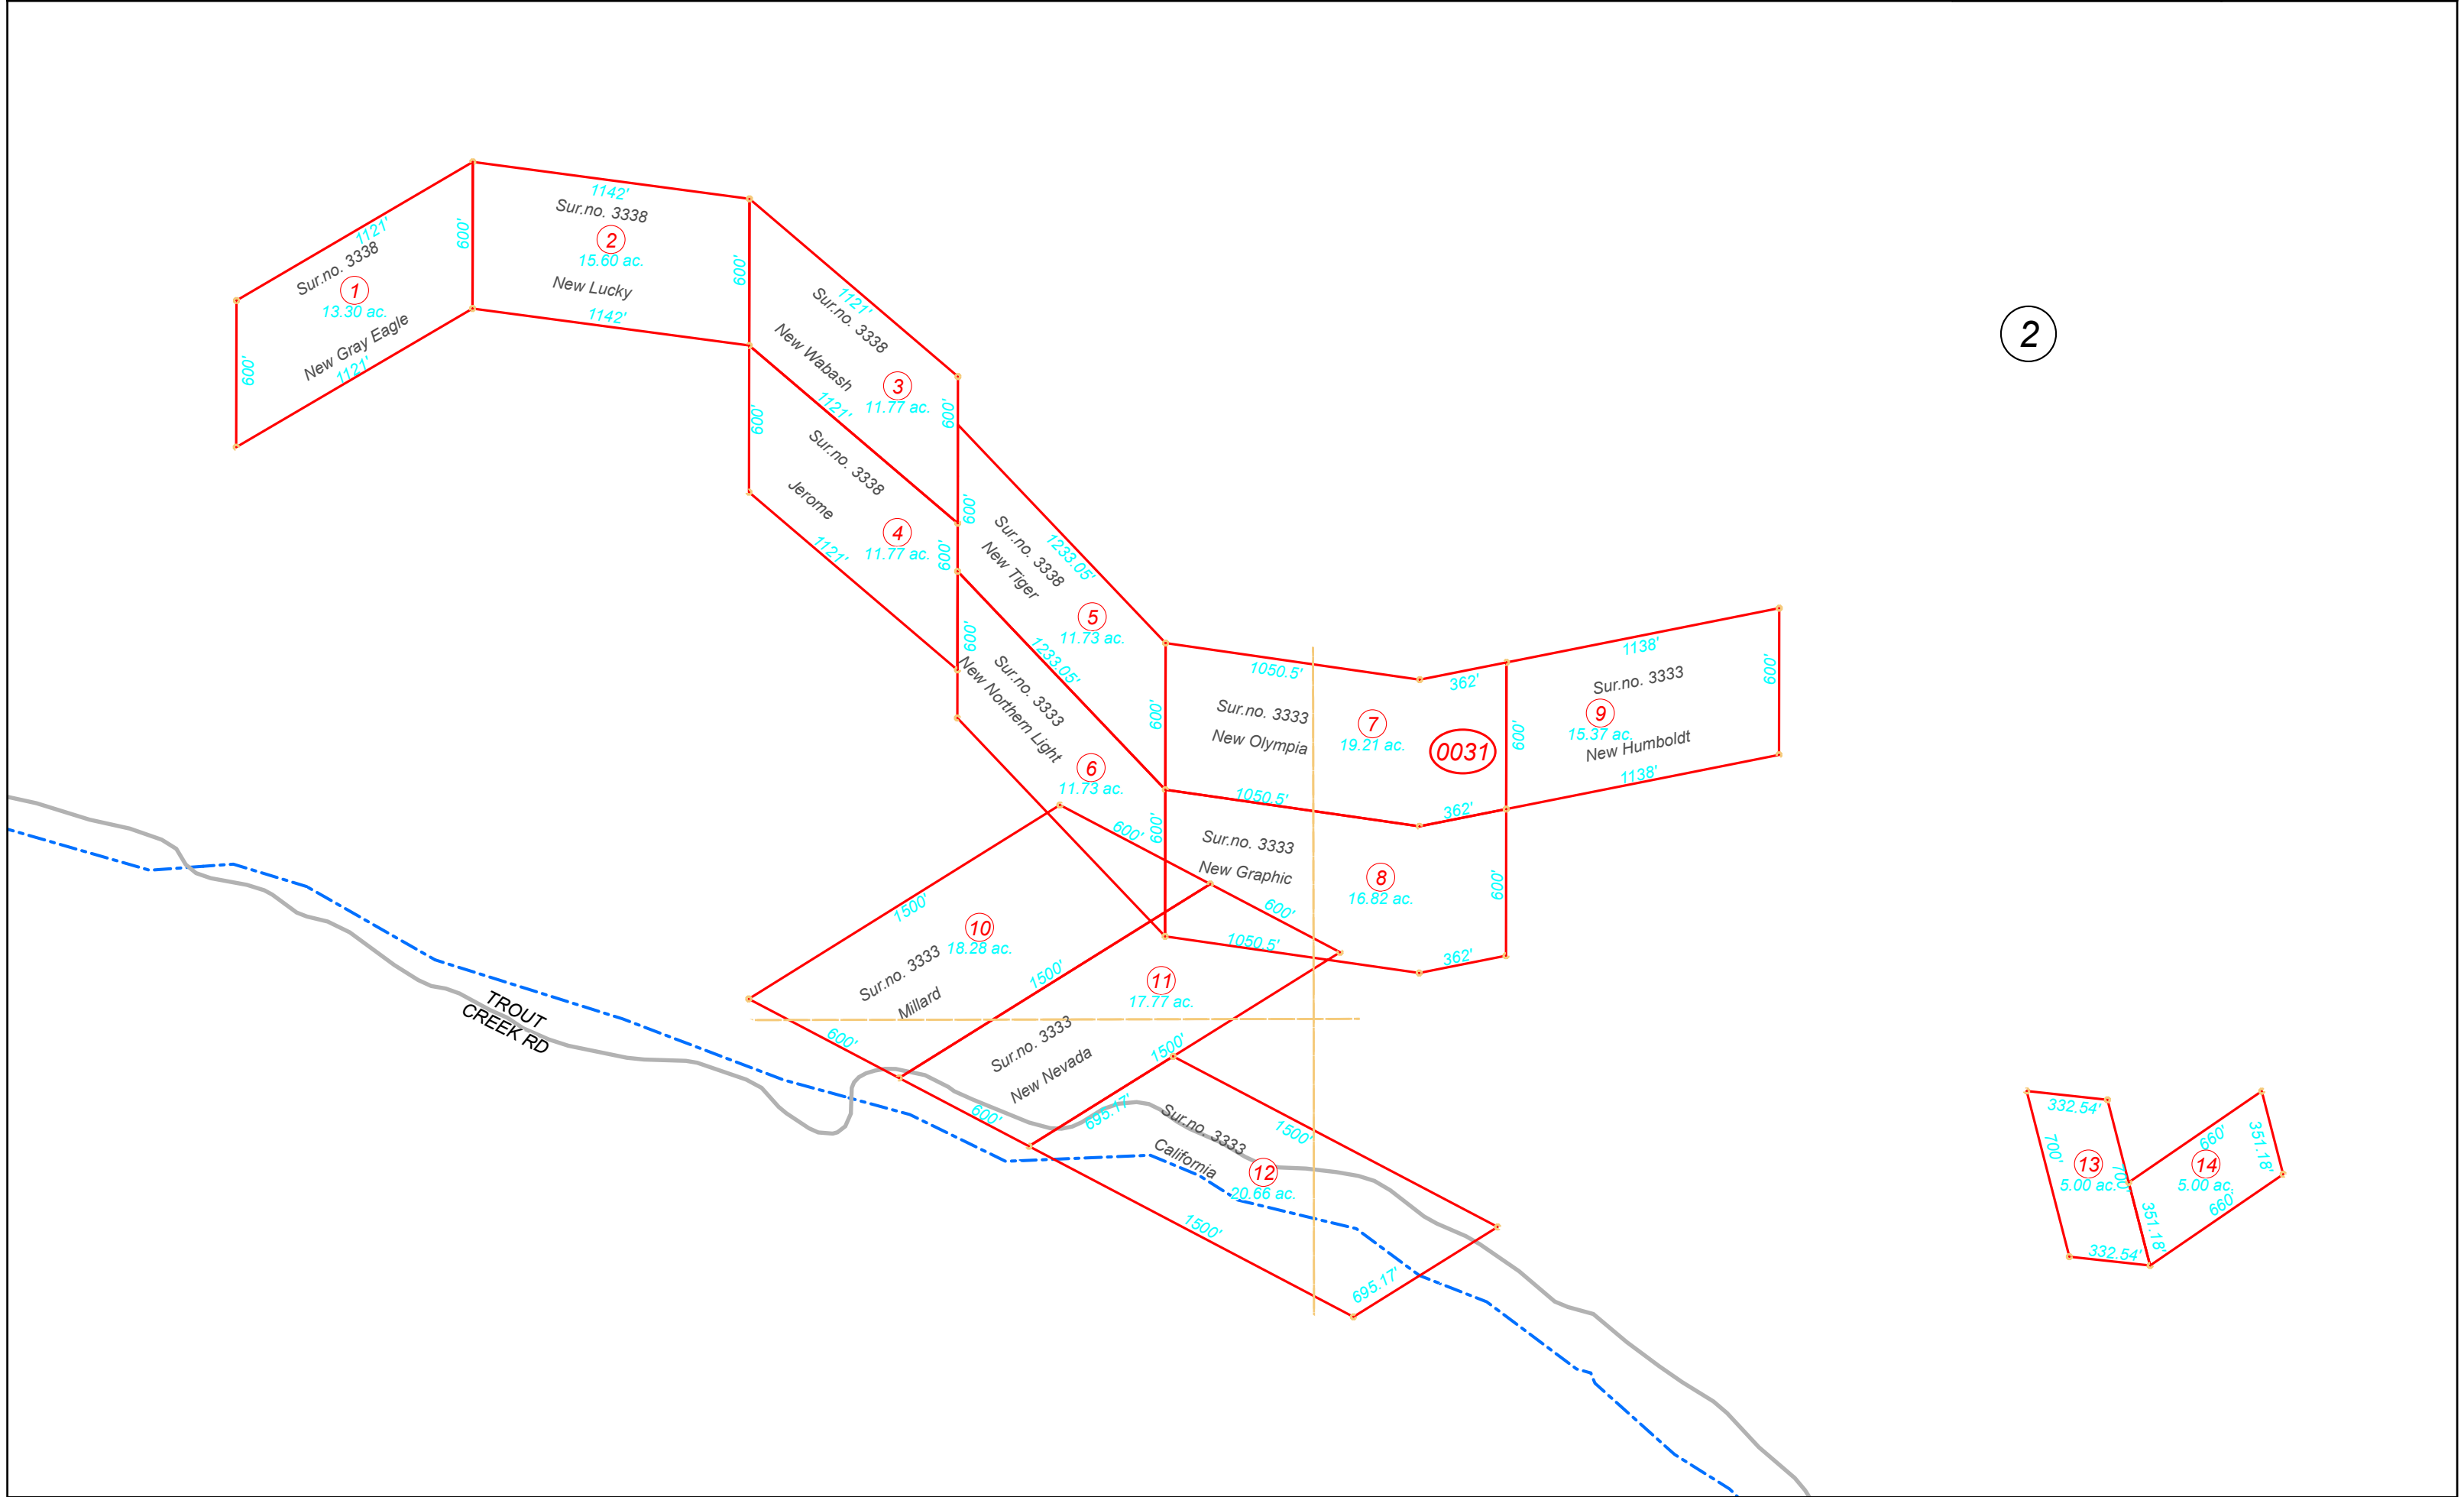 1121'
Sur.no. 3338
1
13.30 ac.
New Gray Eagle
1121'
600'
600'
1142'
Sur.no. 3338
2
15.60 ac.
New Lucky
1142'
600'
1121'
Sur.no. 3338
New Wabash
3
11.77 ac.
600'
1121'
600'
Sur.no. 3338
Jerome
4
11.77 ac.
600'
1121'
600'
1233.05'
Sur.no. 3338
New Tiger
5
11.73 ac.
600'
1233.05'
Sur.no. 3333
New Northern Light
6
11.73 ac.
600'
1050.5'
362'
Sur.no. 3333
New Olympia
7
19.21 ac.
0031
600'
1050.5'
362'
1138'
Sur.no. 3333
9
15.37 ac.
New Humboldt
600'
1138'
2
600'
Sur.no. 3333
New Graphic
8
16.82 ac.
600'
1050.5'
362'
600'
600'
1500'
10
18.28 ac.
Sur.no. 3333
Millard
600'
1500'
11
17.77 ac.
Sur.no. 3333
New Nevada
600'
1500'
695.17'
Sur.no. 3333
California
12
20.66 ac.
1500'
1500'
695.17'
TROUT
CREEK RD
332.54'
700'
13
5.00 ac.
700'
332.54'
660'
351.18'
14
5.00 ac.
660'
351.18'